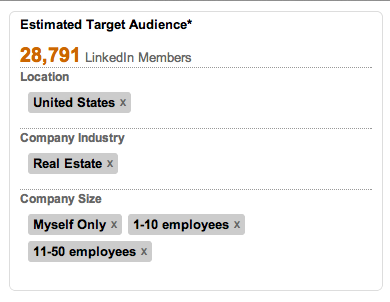 Estimated Target Audience*
28,791 LinkedIn Members
Location
United States x
Company Industry
Real Estate x
Company Size
Myself Only x 1-10 employees x
11-50 employees x